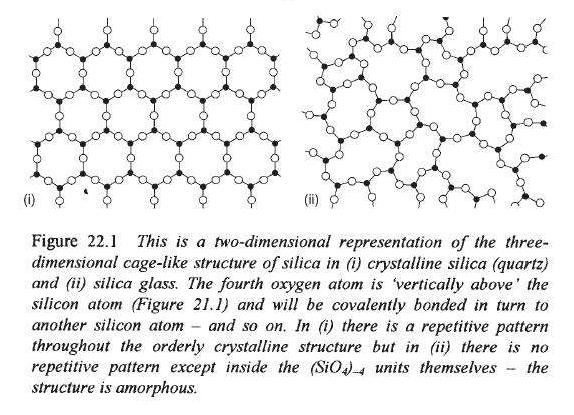 (i)
(ii)
Figure 22.1 This is a two-dimensional representation of the three-
dimensional cage-like structure of silica in (i) crystalline silica (quartz)
and (ii) silica glass. The fourth oxygen atom is 'vertically above' the
silicon atom (Figure 21.1) and will be covalently bonded in turn to
another silicon atom – and so on. In (i) there is a repetitive pattern
throughout the orderly crystalline structure but in (ii) there is no
repetitive pattern except inside the (SiO₄)₋₄ units themselves – the
structure is amorphous.